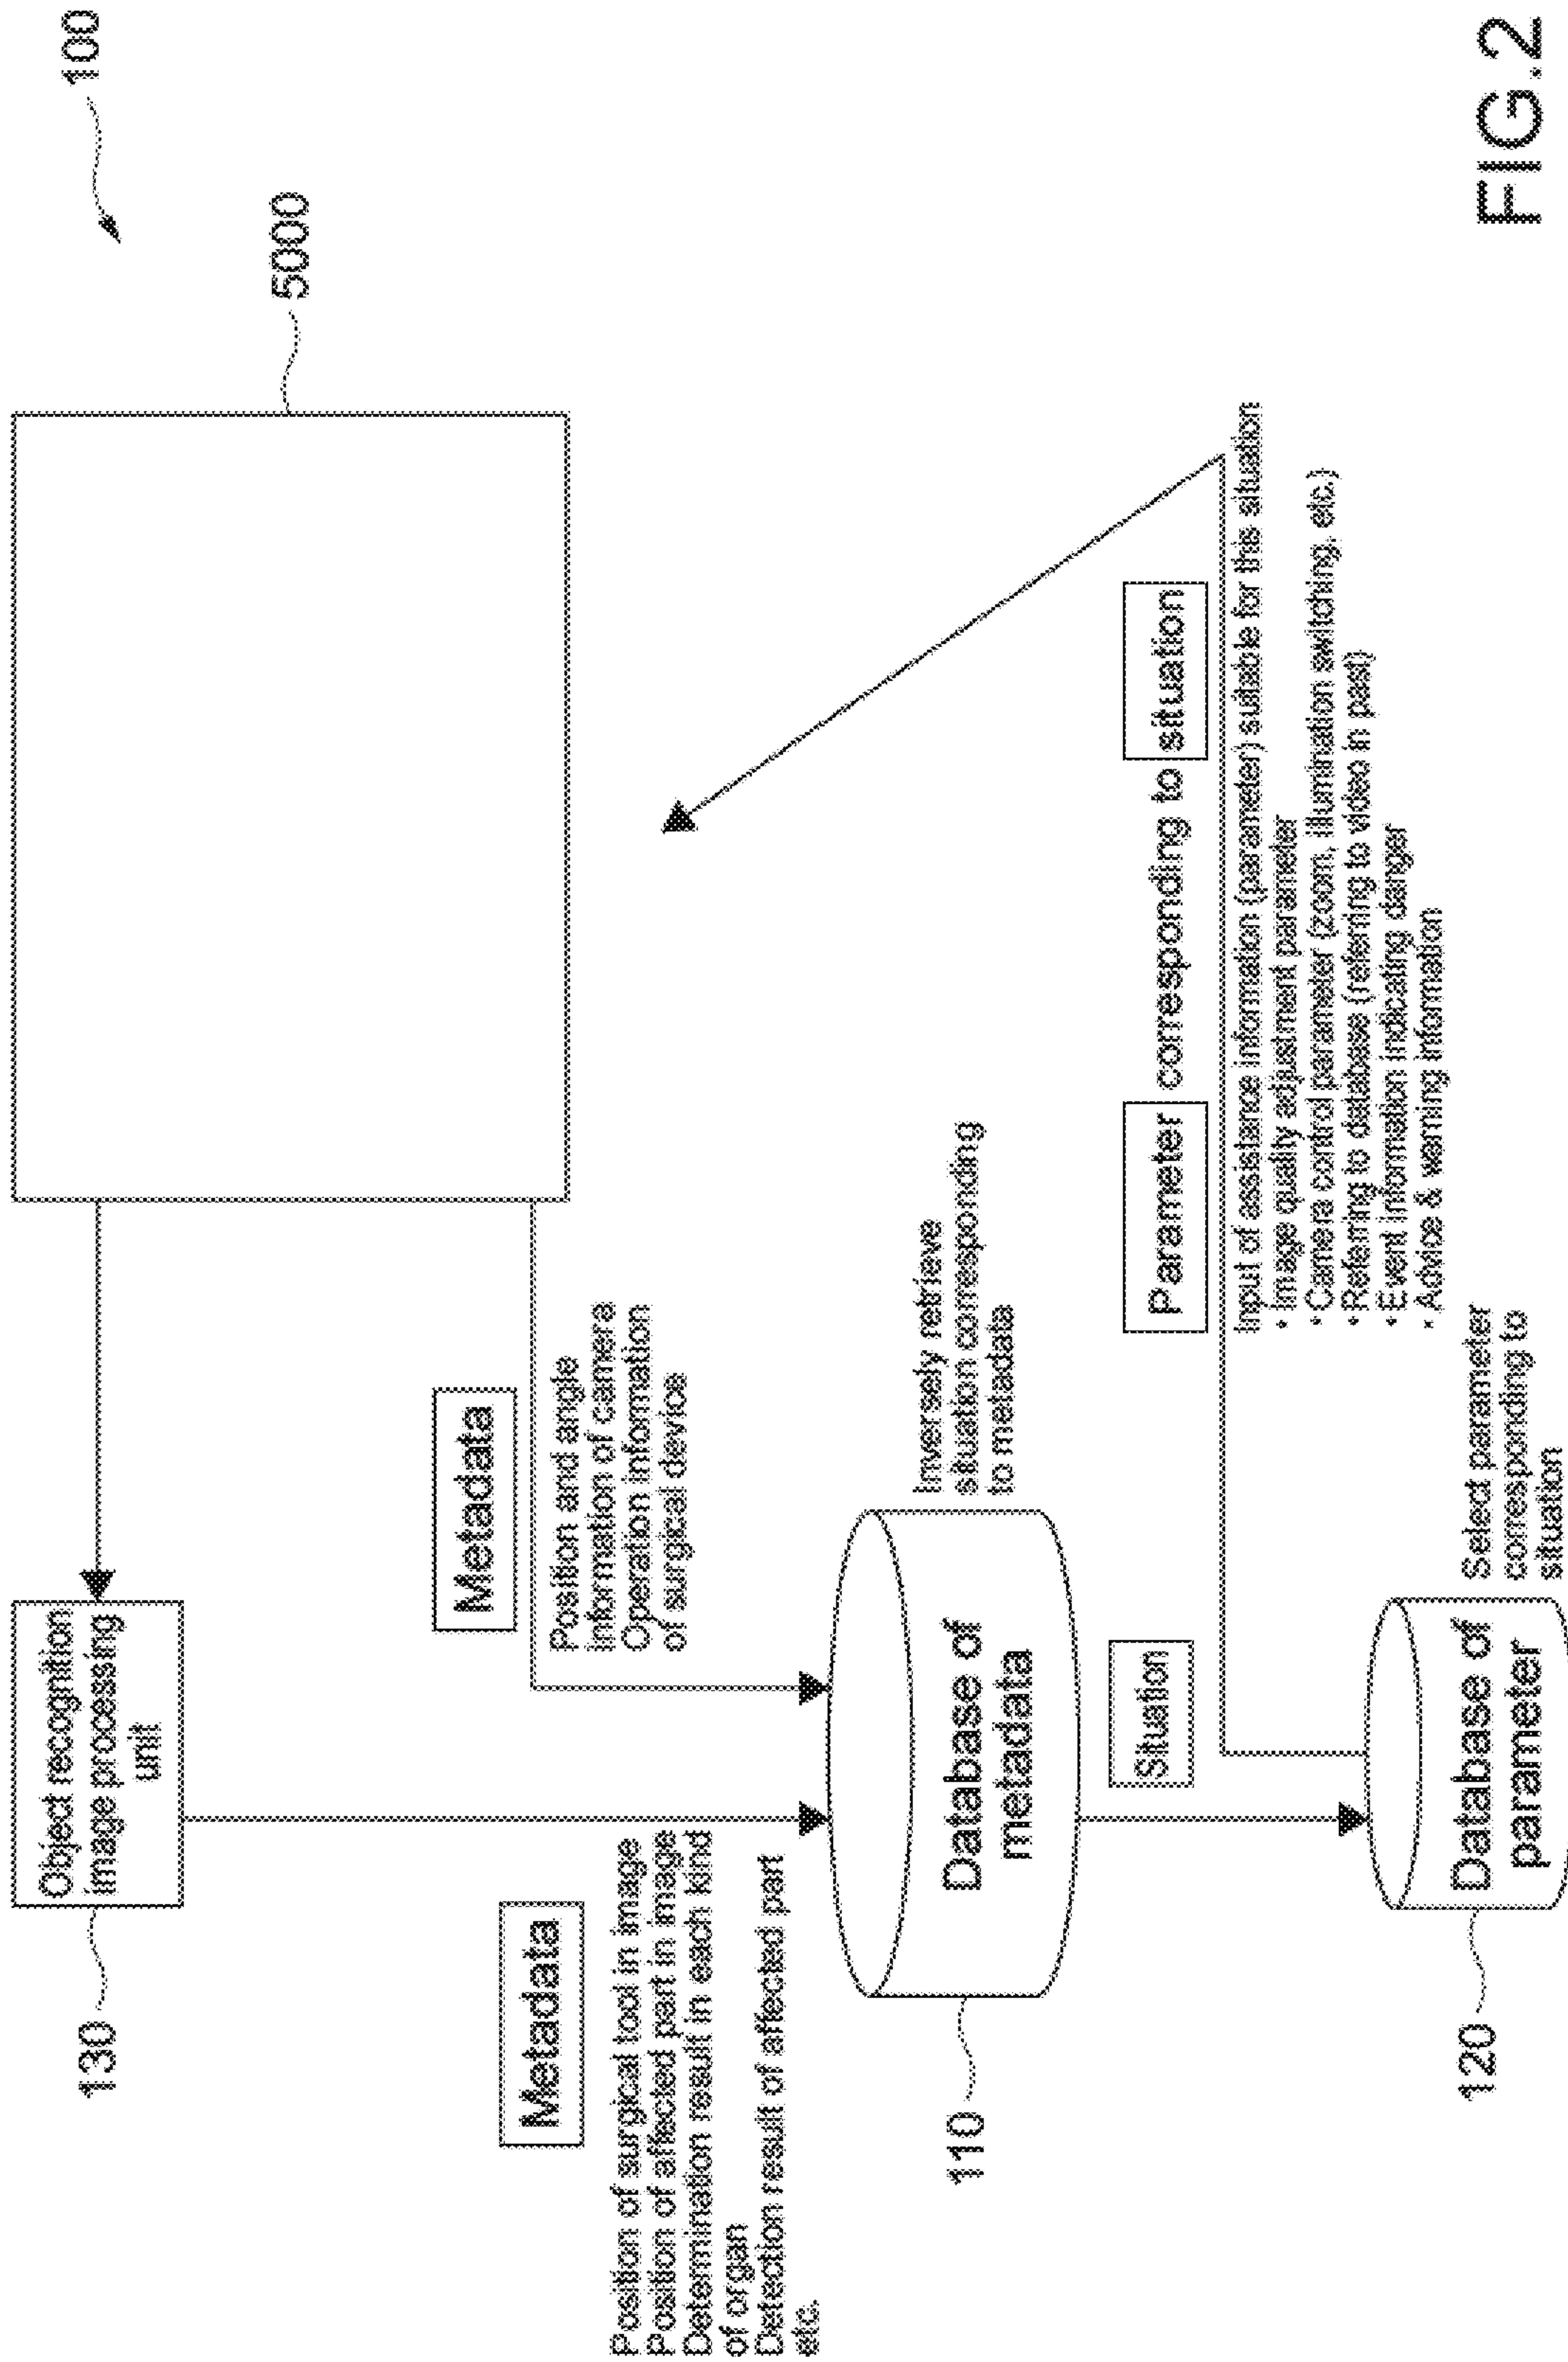 100
5000
130
Object recognition
image processing
unit
Metadata
Position and angle
information of camera
Operation information
of surgical device
Metadata
Position of surgical tool in image
Position of affected part in image
Determination result in each kind
of organ
Detection result of affected part
etc.
110
Database of
metadata
Inversely retrieve
situation corresponding
to metadata
Situation
Parameter corresponding to situation
Input of assistance information (parameter) suitable for this situation
• Image quality adjustment parameter
• Camera control parameter (zoom, illumination switching, etc.)
• Referring to database (referring to video in past)
• Event information indicating danger
• Advice & warning information
120
Database of
parameter
Select parameter
corresponding to
situation
FIG.2